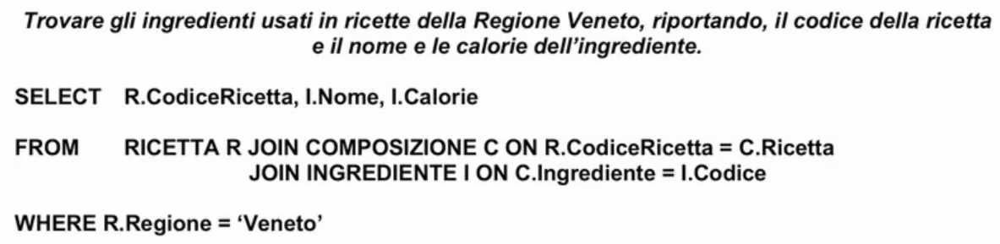 Trovare gli ingredienti usati in ricette della Regione Veneto, riportando, il codice della ricetta
e il nome e le calorie dell’ingrediente.
SELECT R.CodiceRicetta, I.Nome, I.Calorie
FROM RICETTA R JOIN COMPOSIZIONE C ON R.CodiceRicetta = C.Ricetta
JOIN INGREDIENTE I ON C.Ingrediente = I.Codice
WHERE R.Regione = ‘Veneto’